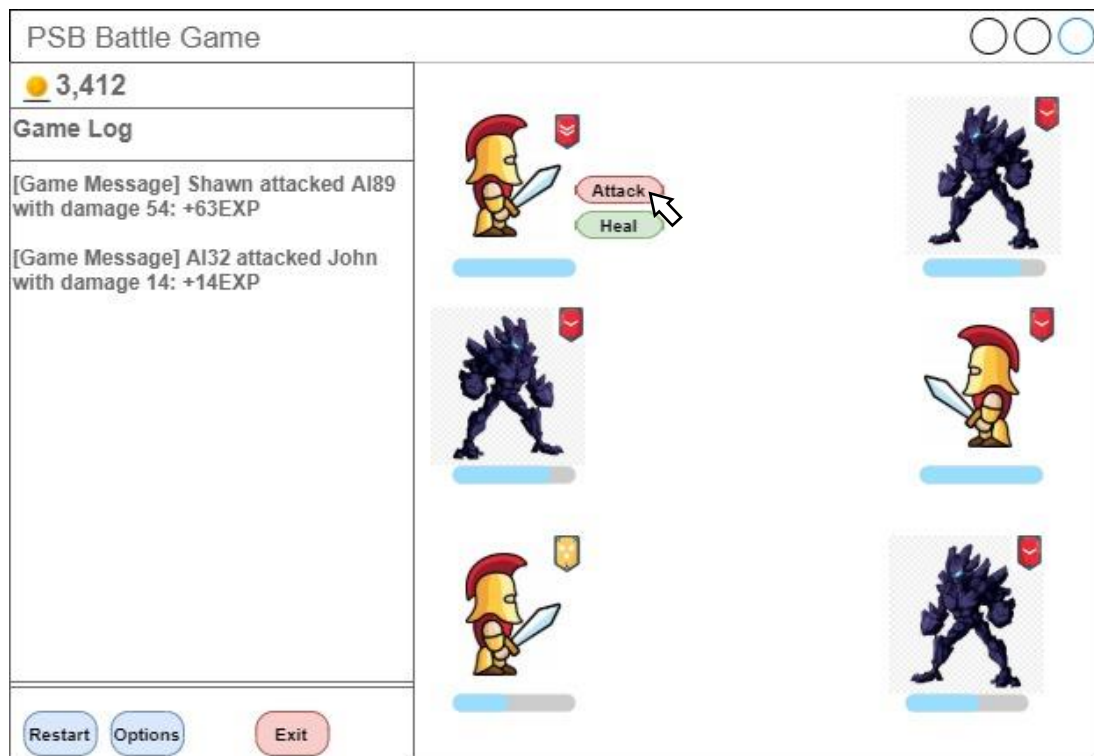 PSB Battle Game
3,412
Game Log
[Game Message] Shawn attacked AI89
with damage 54: +63EXP
[Game Message] AI32 attacked John
with damage 14: +14EXP
Attack
Heal
Restart
Options
Exit